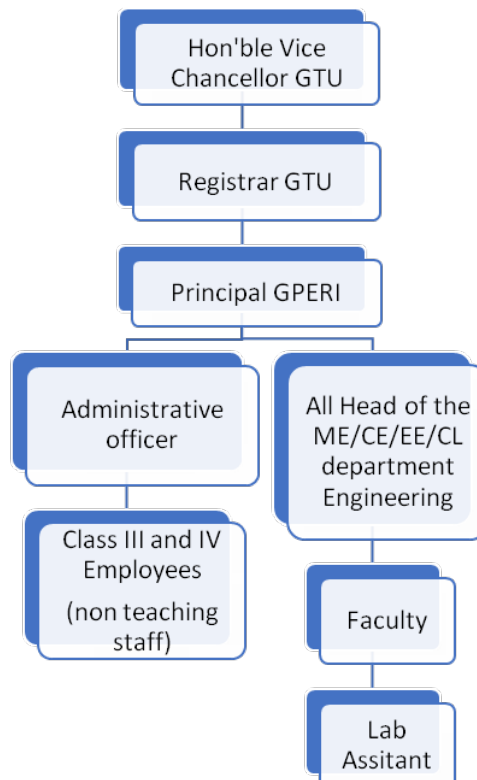 Hon'ble Vice
Chancellor GTU
Registrar GTU
Principal GPERI
Administrative
officer
All Head of the
ME/CE/EE/CL
department
Engineering
Class III and IV
Employees
(non teaching
staff)
Faculty
Lab
Assitant